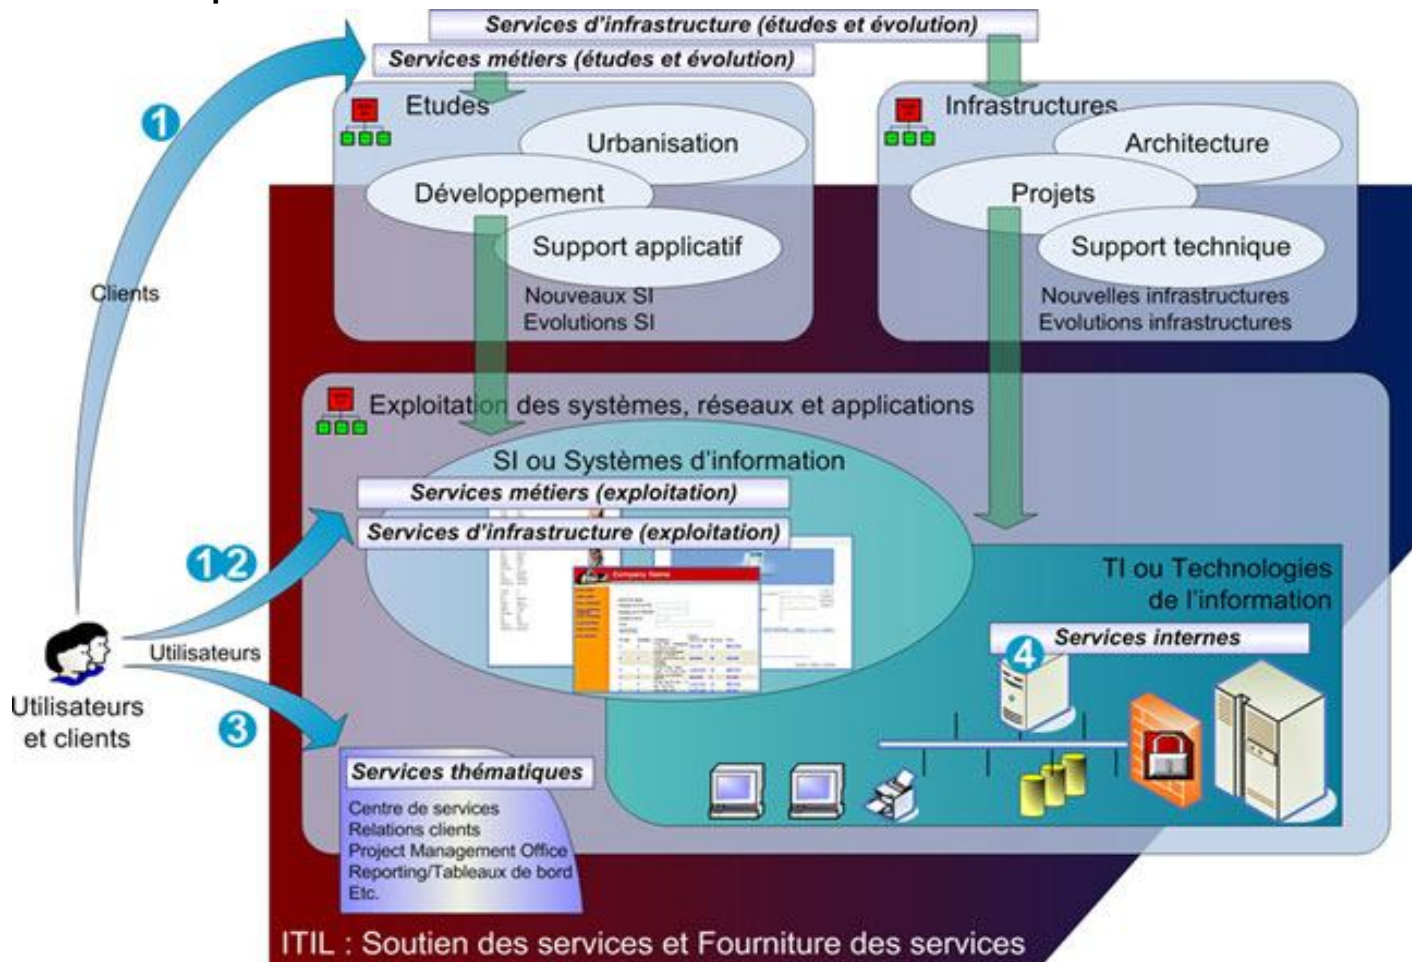 Services d'infrastructure (études et évolution)
Services métiers (études et évolution)
Etudes
Urbanisation
Développement
Support applicatif
Nouveaux SI
Evolutions SI
Infrastructures
Architecture
Projets
Support technique
Nouvelles infrastructures
Evolutions infrastructures
1
Clients
Exploitation des systèmes, réseaux et applications
SI ou Systèmes d'information
Services métiers (exploitation)
Services d'infrastructure (exploitation)
Company Name
1 2
Utilisateurs
Utilisateurs
et clients
3
TI ou Technologies
de l'information
Services internes
4
Services thématiques
Centre de services
Relations clients
Project Management Office
Reporting/Tableaux de bord
Etc.
ITIL : Soutien des services et Fourniture des services